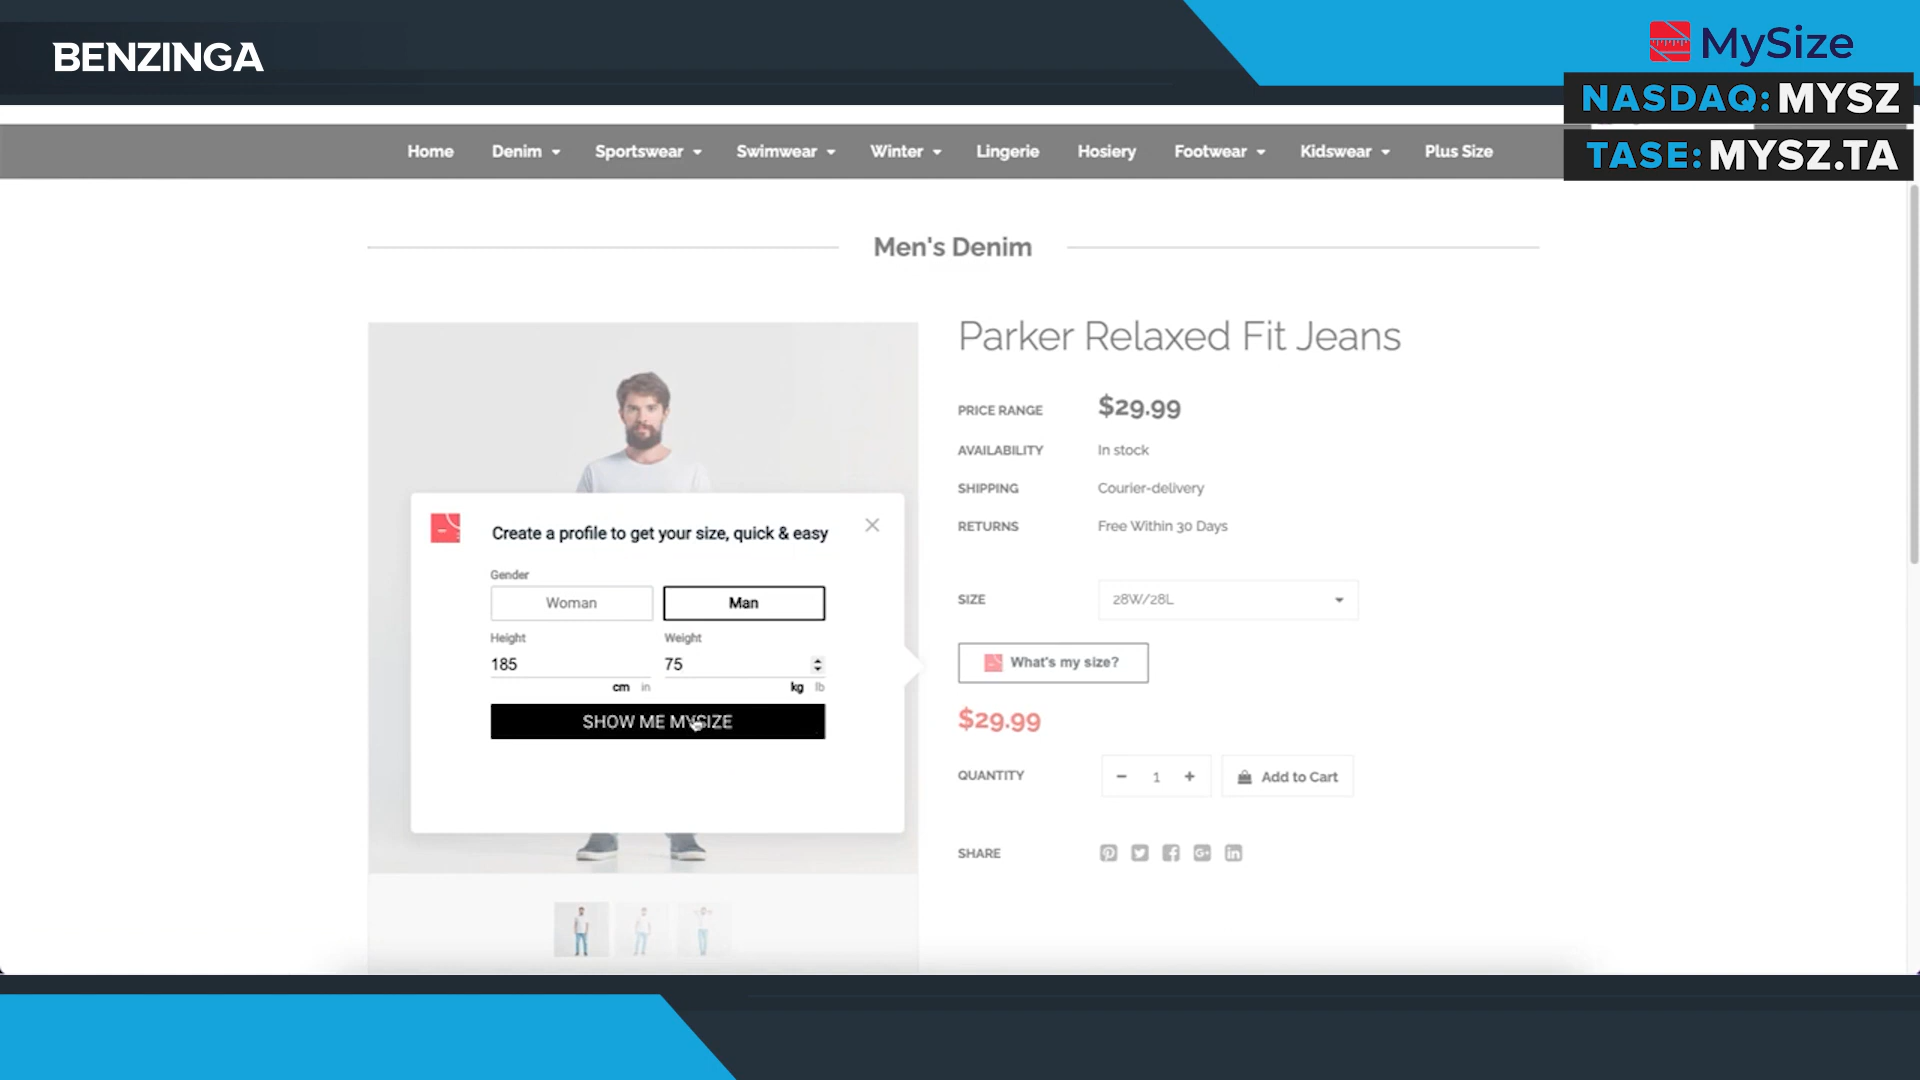 BENZINGA
MySize
NASDAQ: MYSZ
TASE: MYSZ.TA
Home Denim Sportswear Swimwear Winter Lingerie Hosiery Footwear Kidswear Plus Size
Men's Denim
Parker Relaxed Fit Jeans
PRICE RANGE $29.99
AVAILABILITY In stock
SHIPPING Courier-delivery
RETURNS Free Within 30 Days
SIZE 28W/28L
What's my size?
$29.99
QUANTITY - 1 + Add to Cart
SHARE
Create a profile to get your size, quick & easy
Gender
Woman Man
Height Weight
185 75
cm in kg lb
SHOW ME MYSIZE